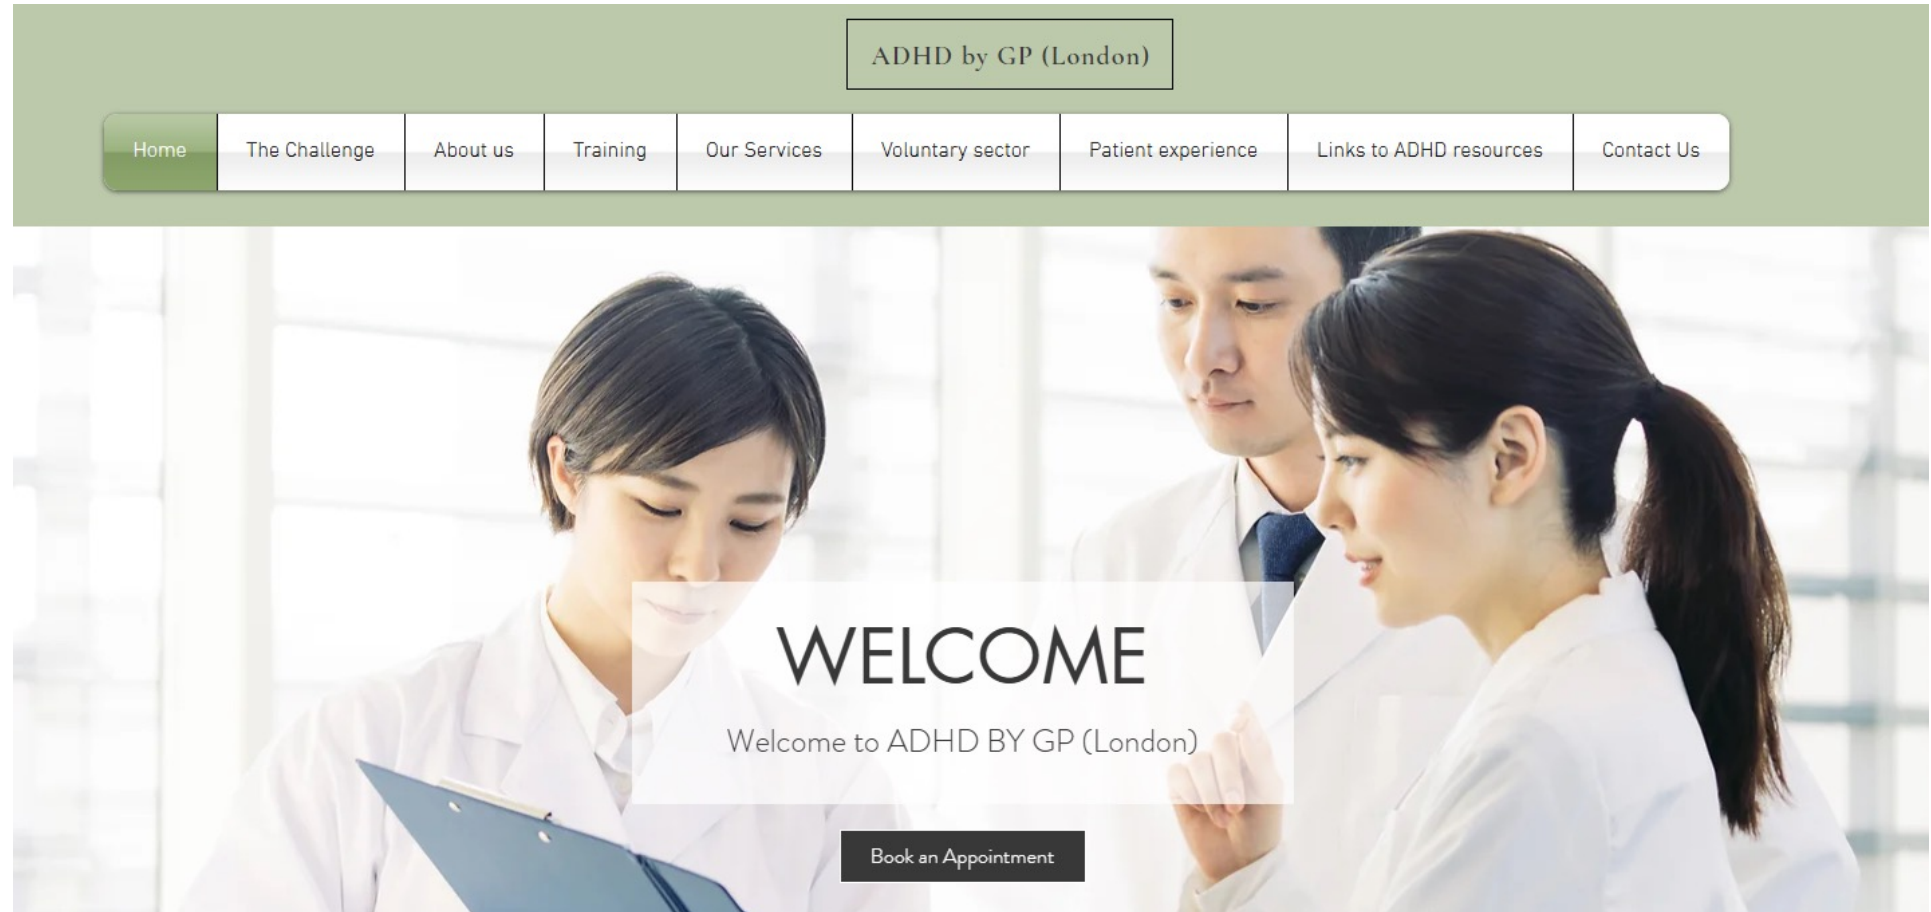 ADHD by GP (London)
Home
The Challenge
About us
Training
Our Services
Voluntary sector
Patient experience
Links to ADHD resources
Contact Us
WELCOME
Welcome to ADHD BY GP (London)
Book an Appointment